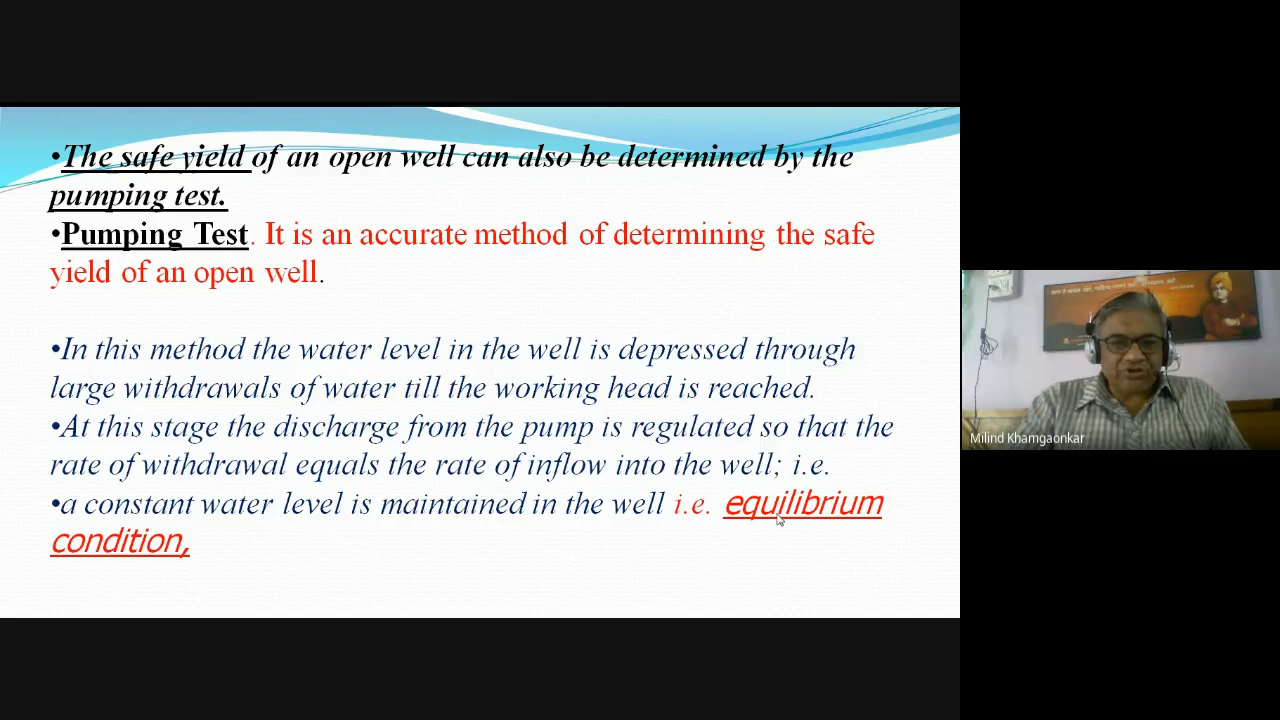 •The safe yield of an open well can also be determined by the
pumping test.
•Pumping Test. It is an accurate method of determining the safe
yield of an open well.
•In this method the water level in the well is depressed through
large withdrawals of water till the working head is reached.
•At this stage the discharge from the pump is regulated so that the
rate of withdrawal equals the rate of inflow into the well; i.e.
•a constant water level is maintained in the well i.e. equilibrium
condition,
Milind Khamgaonkar